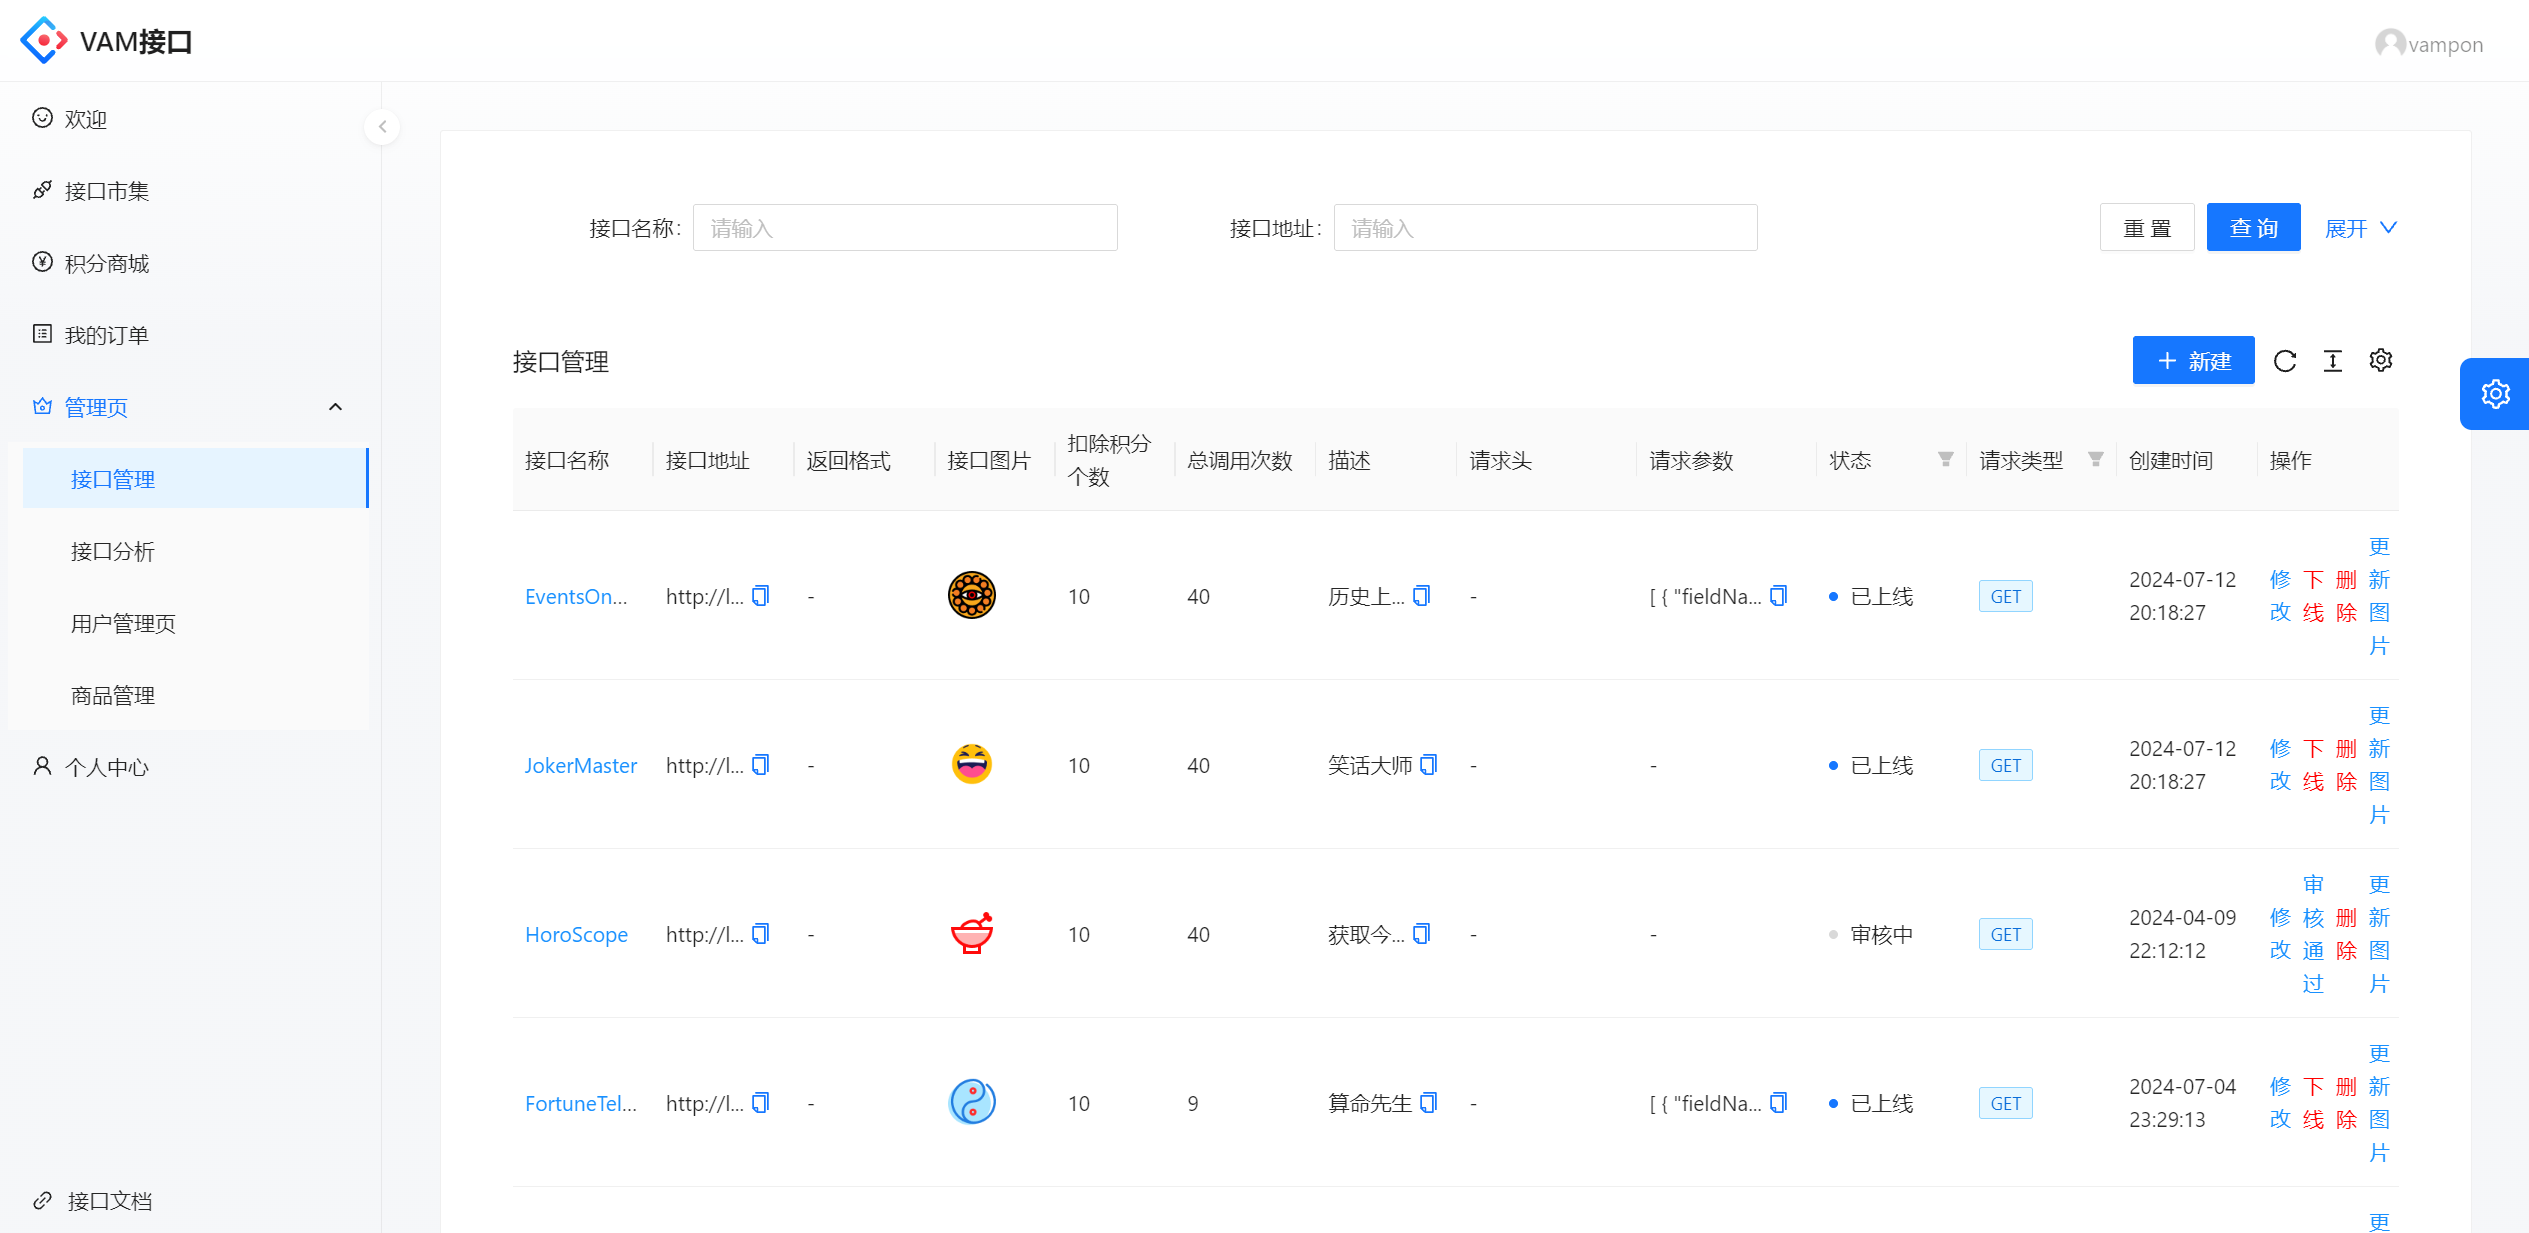 VAM接口
vampon
欢迎
接口市集
积分商城
我的订单
管理页
接口管理
接口分析
用户管理页
商品管理
个人中心
接口文档
接口名称: 请输入
接口地址: 请输入
重 置
查 询
展开
接口管理
新建
接口名称
接口地址
返回格式
接口图片
扣除积分
个数
总调用次数
描述
请求头
请求参数
状态
请求类型
创建时间
操作
EventsOn... http://l... - 10 40 历史上... - [ { "fieldNa... 已上线 GET
2024-07-12
20:18:27
修改 下线 删除 更新图片
JokerMaster http://l... - 10 40 笑话大师 - - 已上线 GET
2024-07-12
20:18:27
修改 下线 删除 更新图片
HoroScope http://l... - 10 40 获取今... - - 审核中 GET
2024-04-09
22:12:12
修改 审核通过 删除 更新图片
FortuneTel... http://l... - 10 9 算命先生 - [ { "fieldNa... 已上线 GET
2024-07-04
23:29:13
修改 下线 删除 更新图片
更